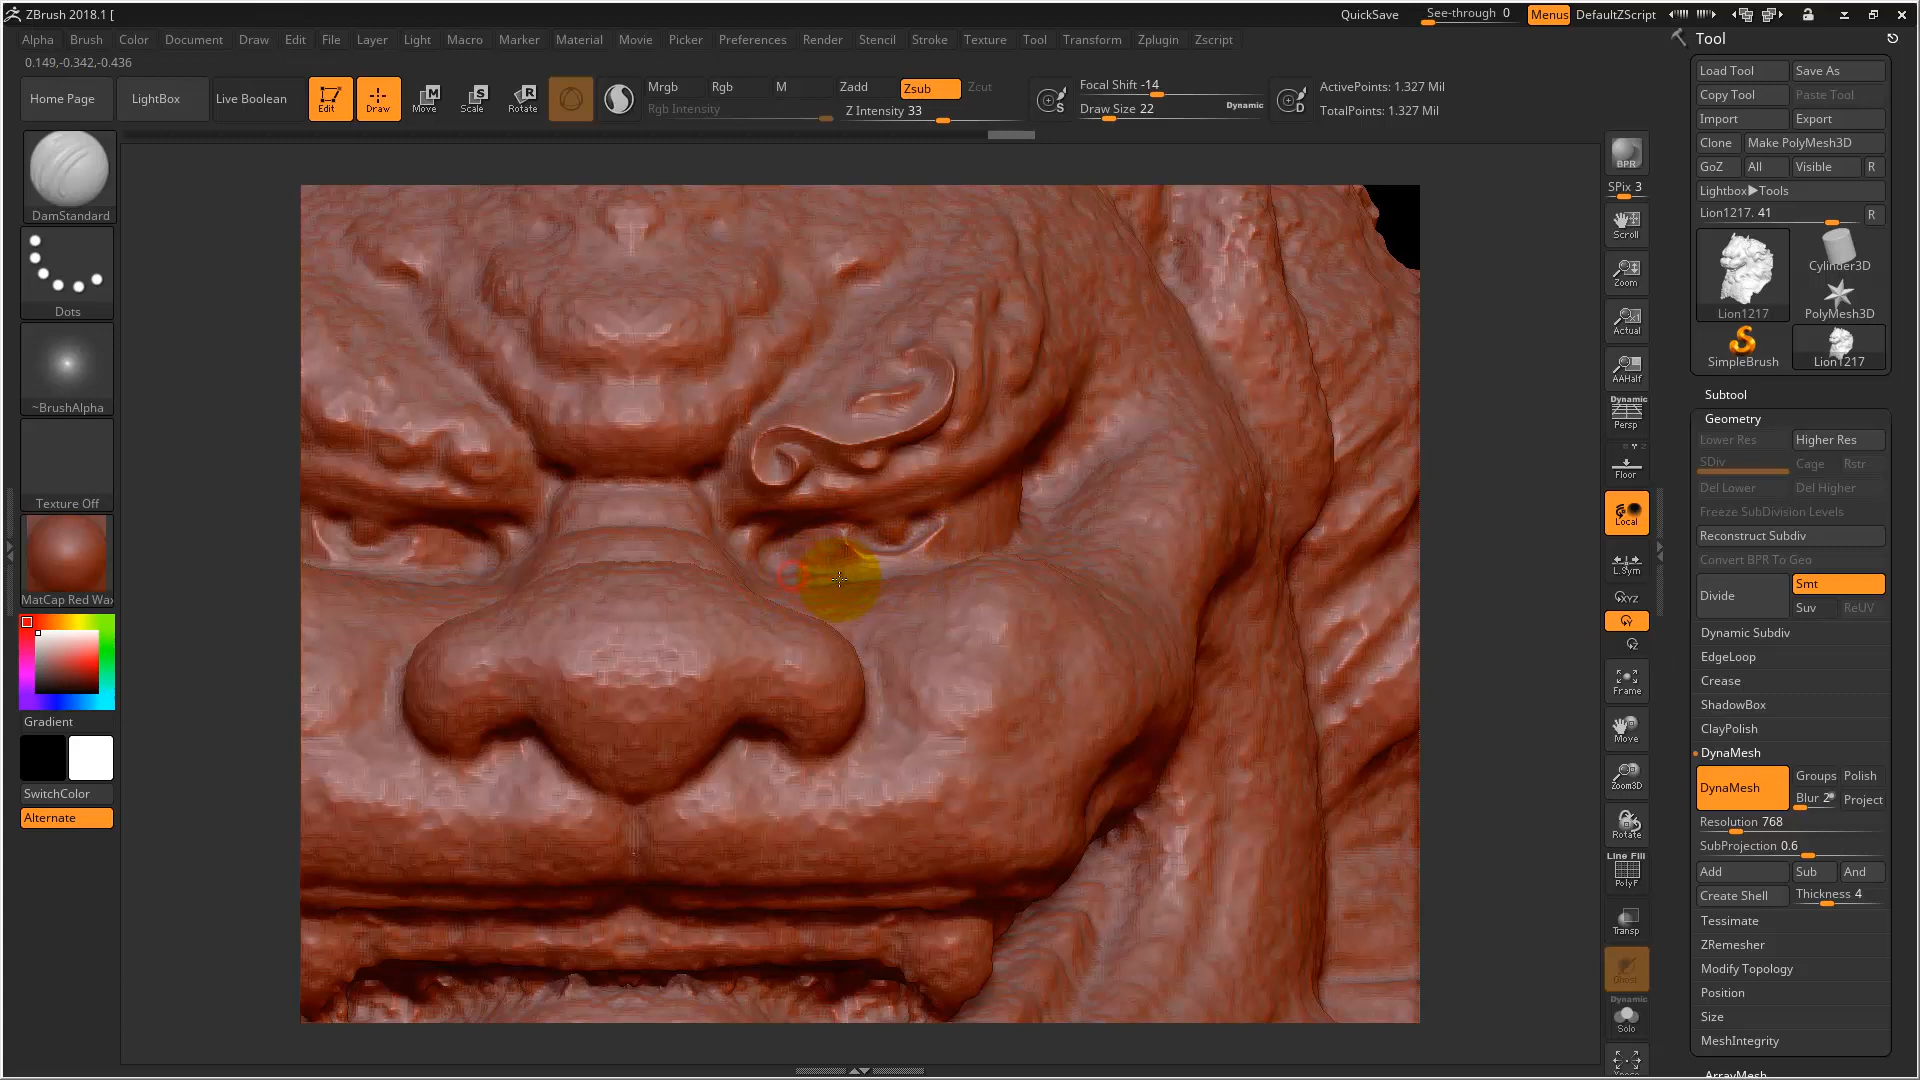 ZBrush 2018.1 [
QuickSave See-through 0 Menus DefaultZScript
Alpha Brush Color Document Draw Edit File Layer Light Macro Marker Material Movie Picker Preferences Render Stencil Stroke Texture Tool Transform Zplugin Zscript
0.149,-0.342,-0.436
Home Page LightBox Live Boolean Edit Draw Move Scale Rotate
Mrgb Rgb M Zadd Zsub Zcut
Rgb Intensity Z Intensity 33
Focal Shift -14
Draw Size 22 Dynamic
ActivePoints: 1.327 Mil
TotalPoints: 1.327 Mil
DamStandard
Dots
~BrushAlpha
Texture Off
MatCap Red Wax
Gradient
SwitchColor
Alternate
BPR
SPix 3
Scroll
Zoom
Actual
AAHalf
Dynamic
Persp
Floor
Local
L.Sym
XYZ
Y
Z
Frame
Move
Zoom3D
Rotate
Line Fill
PolyF
Transp
Ghost
Dynamic
Solo
Xpose
Tool
Load Tool Save As
Copy Tool Paste Tool
Import Export
Clone Make PolyMesh3D
GoZ All Visible R
Lightbox▶Tools
Lion1217. 41 R
Lion1217 Cylinder3D
PolyMesh3D
SimpleBrush Lion1217
Subtool
Geometry
Lower Res Higher Res
SDiv Cage Rstr
Del Lower Del Higher
Freeze SubDivision Levels
Reconstruct Subdiv
Convert BPR To Geo
Divide Smt
Suv ReUV
Dynamic Subdiv
EdgeLoop
Crease
ShadowBox
ClayPolish
DynaMesh
DynaMesh Groups Polish
Blur 2 Project
Resolution 768
SubProjection 0.6
Add Sub And
Create Shell Thickness 4
Tessimate
ZRemesher
Modify Topology
Position
Size
MeshIntegrity
ArrayMesh